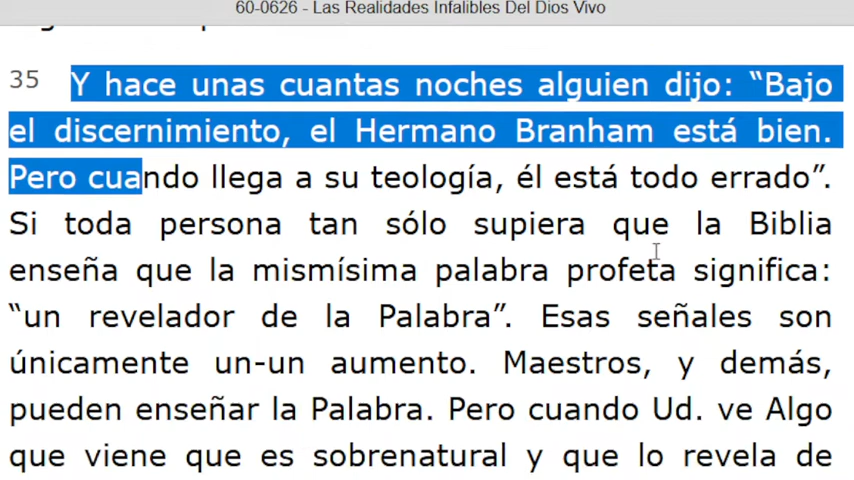 60-0626 - Las Realidades Infalibles Del Dios Vivo
35 Y hace unas cuantas noches alguien dijo: “Bajo
el discernimiento, el Hermano Branham está bien.
Pero cuando llega a su teología, él está todo errado”.
Si toda persona tan sólo supiera que la Biblia
enseña que la mismísima palabra profeta significa:
“un revelador de la Palabra”. Esas señales son
únicamente un-un aumento. Maestros, y demás,
pueden enseñar la Palabra. Pero cuando Ud. ve Algo
que viene que es sobrenatural y que lo revela de